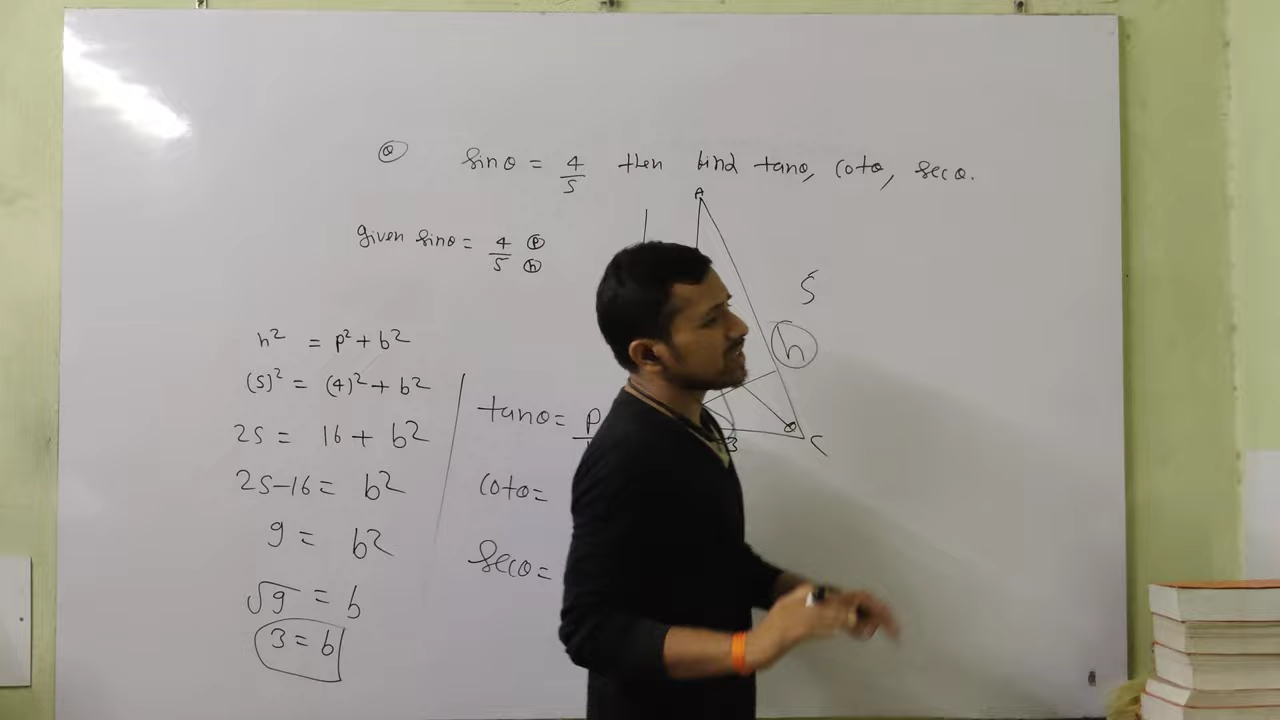 Q sinθ = 4/5 then find tanθ, cotθ, secθ.
given sinθ = 4/5 p h
A
5
h
B θ C
h² = p² + b²
(5)² = (4)² + b²
25 = 16 + b²
25-16 = b²
9 = b²
√9 = b
3 = b
tanθ = P
cotθ =
secθ =